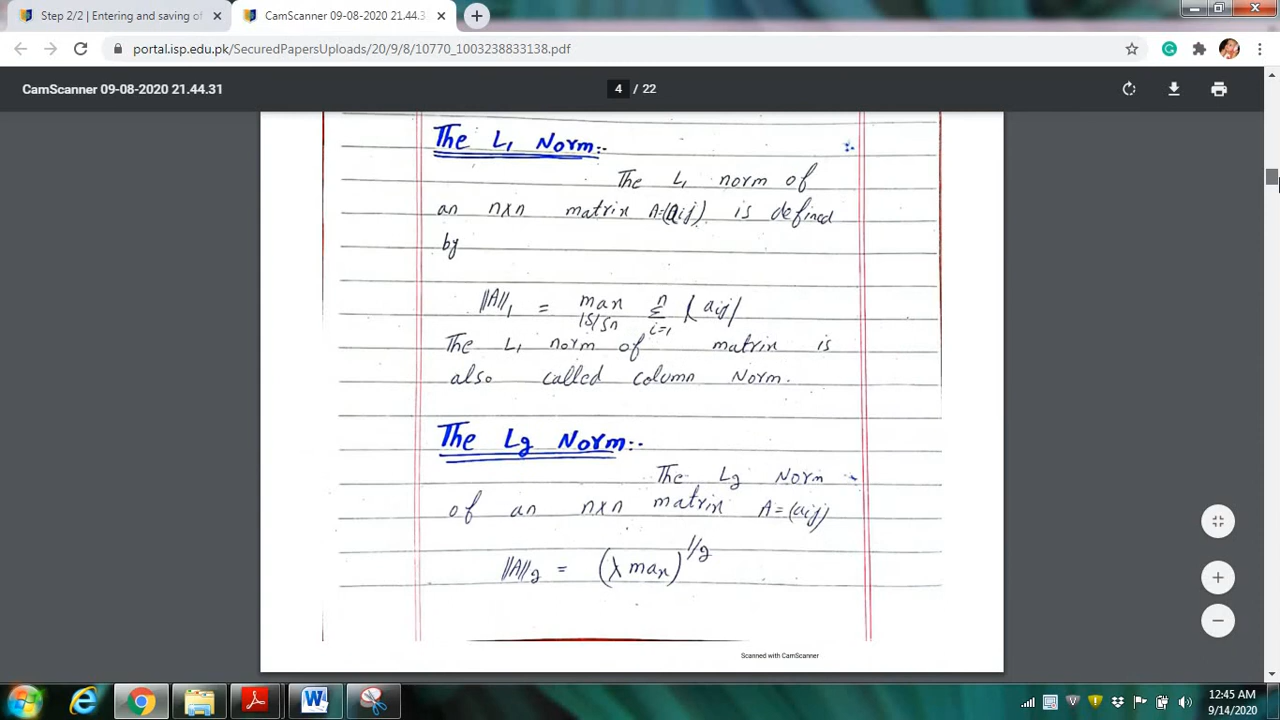 Step 2/2 | Entering and saving of
CamScanner 09-08-2020 21.44.3
portal.isp.edu.pk/SecuredPapersUploads/20/9/8/10770_1003238833138.pdf
CamScanner 09-08-2020 21.44.31
4 / 22
The L₁ Norm:-
The L₁ norm of
an nxn matrix A=(aij) is defined
by
||A||₁ = max Σ |aij|
The L₁ norm of matrix is
also called column Norm.
The L₂ Norm:-
The L₂ Norm
of an nxn matrix A=(aij)
||A||₂ = (λ max)^1/2
Scanned with CamScanner
12:45 AM
9/14/2020